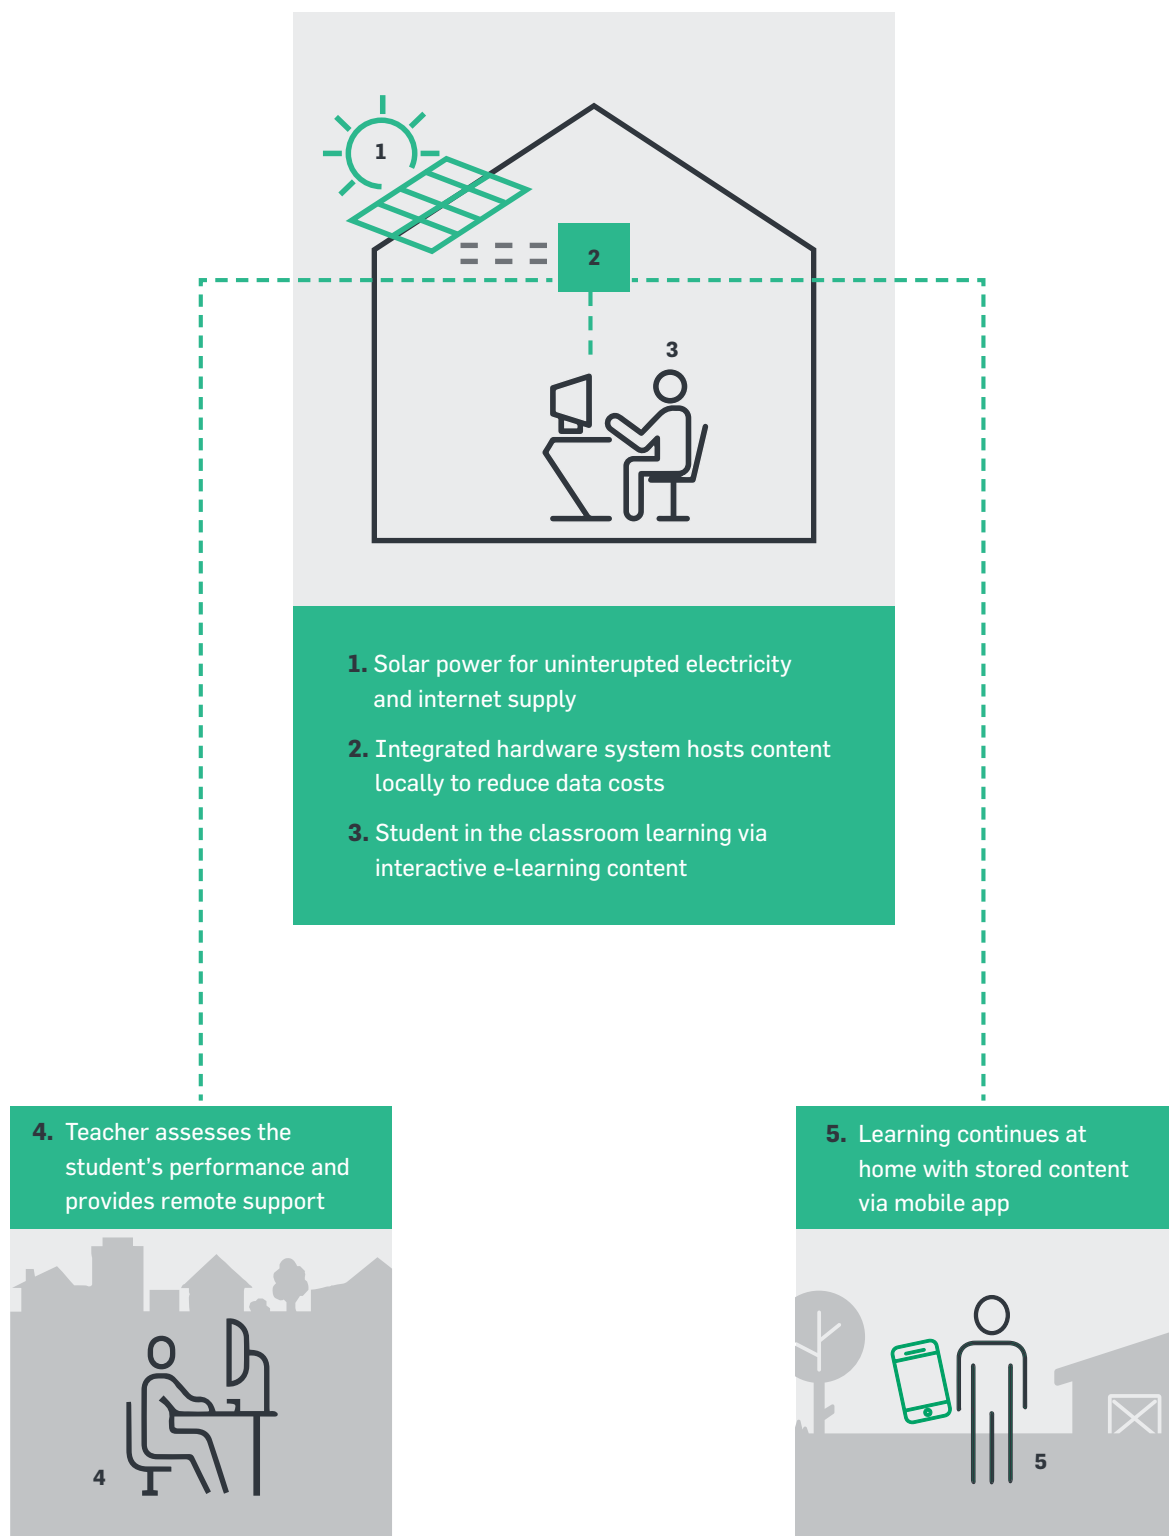 1
2
3
1. Solar power for uninterupted electricity
and internet supply
2. Integrated hardware system hosts content
locally to reduce data costs
3. Student in the classroom learning via
interactive e-learning content
4. Teacher assesses the
student’s performance and
provides remote support
5. Learning continues at
home with stored content
via mobile app
4
5